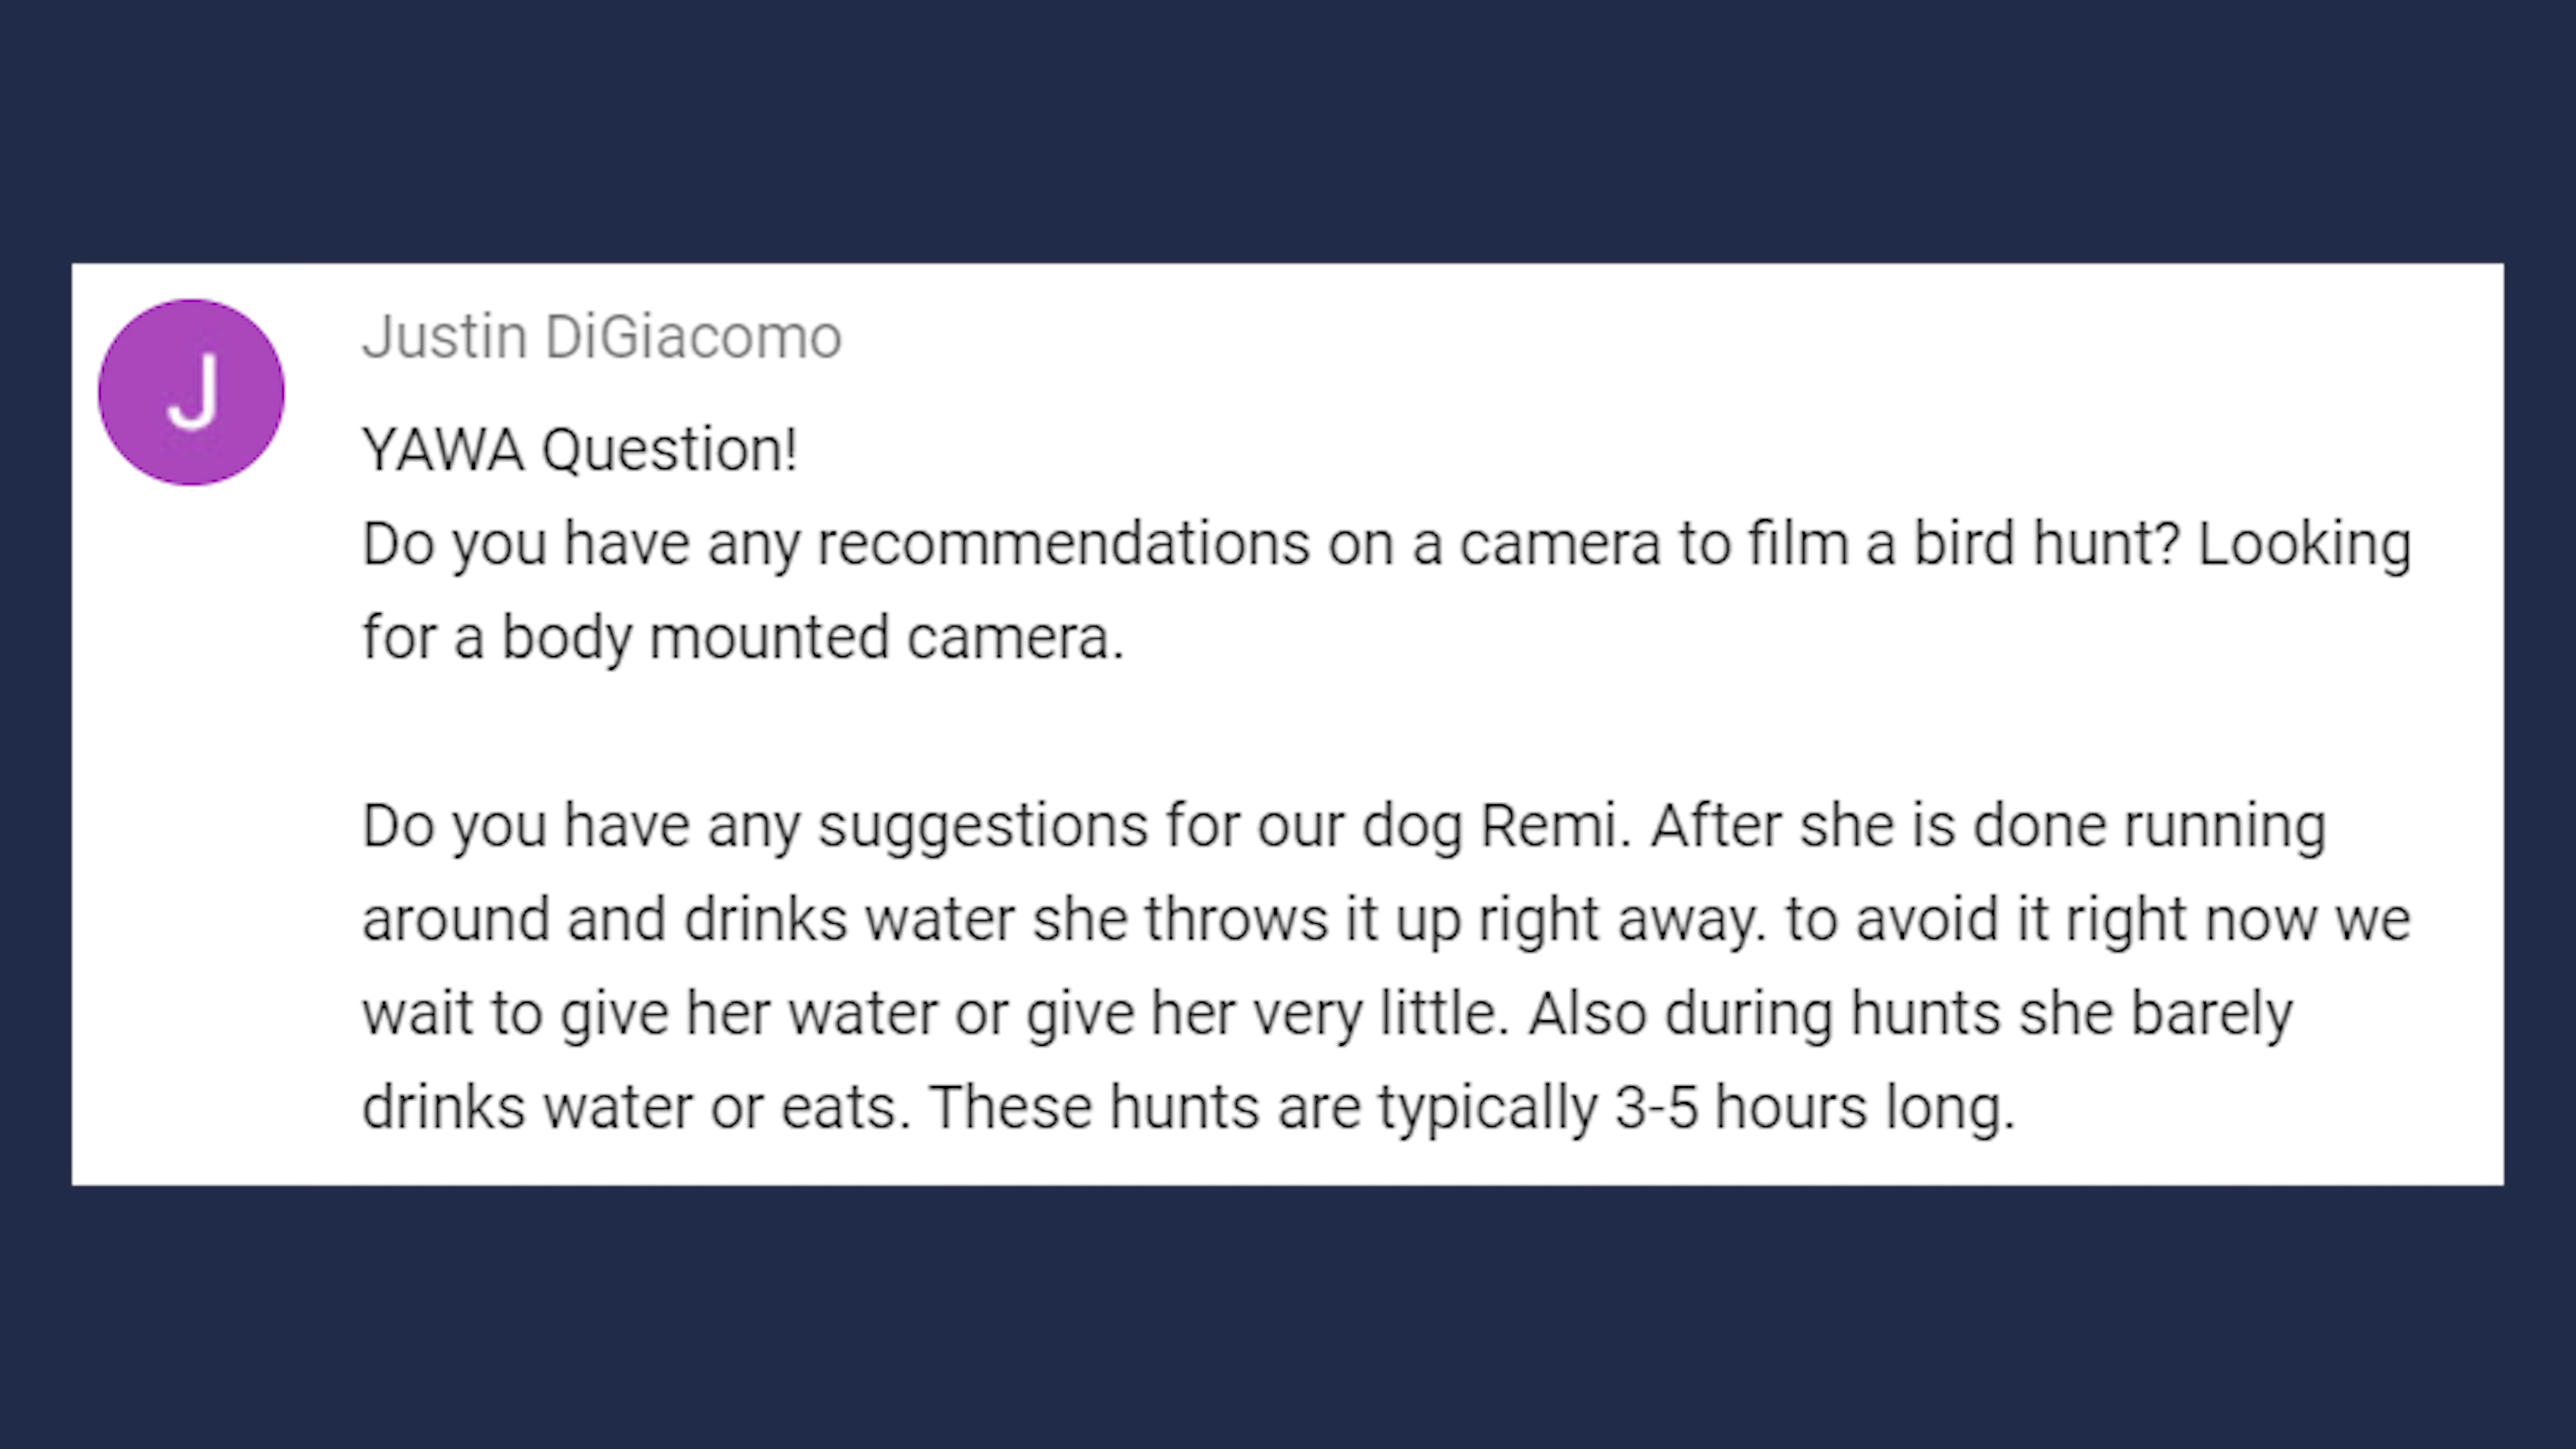 J
Justin DiGiacomo
YAWA Question!
Do you have any recommendations on a camera to film a bird hunt? Looking
for a body mounted camera.
Do you have any suggestions for our dog Remi. After she is done running
around and drinks water she throws it up right away. to avoid it right now we
wait to give her water or give her very little. Also during hunts she barely
drinks water or eats. These hunts are typically 3-5 hours long.